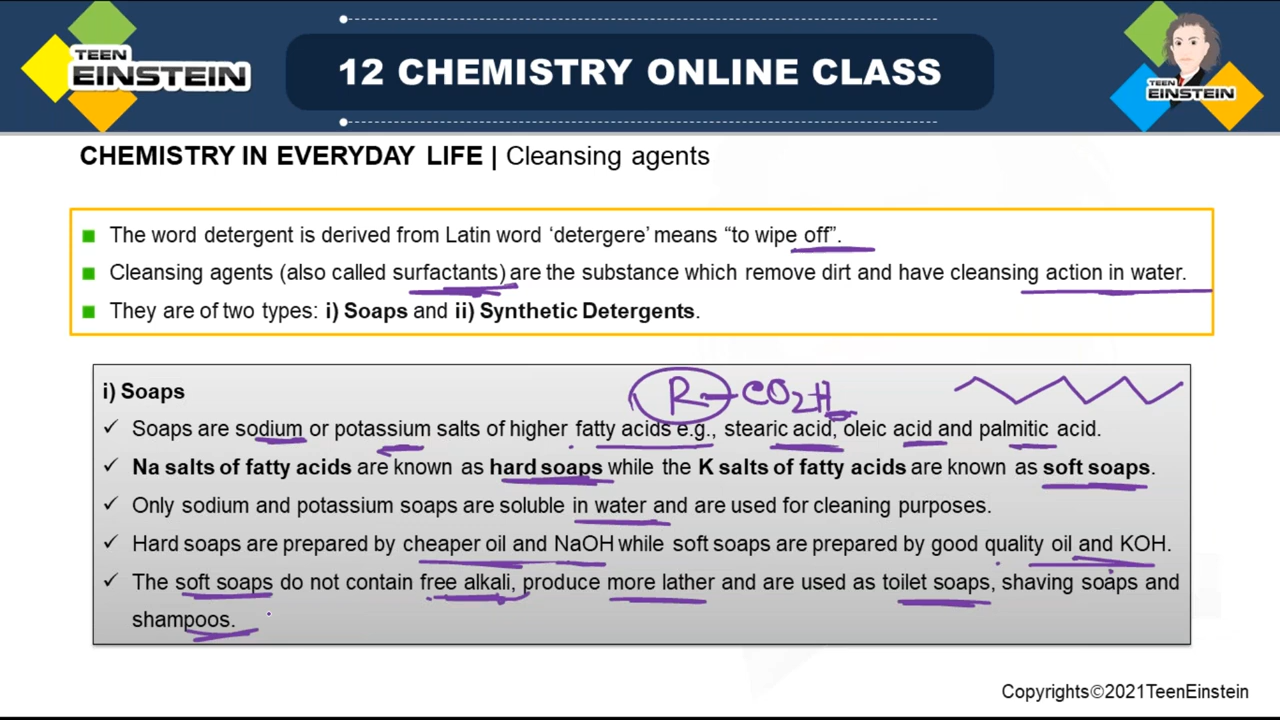 TEEN
EINSTEIN
12 CHEMISTRY ONLINE CLASS
TEEN
EINSTEIN
CHEMISTRY IN EVERYDAY LIFE | Cleansing agents
The word detergent is derived from Latin word ‘detergere’ means “to wipe off”.
Cleansing agents (also called surfactants) are the substance which remove dirt and have cleansing action in water.
They are of two types: i) Soaps and ii) Synthetic Detergents.
i) Soaps
R-CO2H
Soaps are sodium or potassium salts of higher fatty acids e.g., stearic acid, oleic acid and palmitic acid.
Na salts of fatty acids are known as hard soaps while the K salts of fatty acids are known as soft soaps.
Only sodium and potassium soaps are soluble in water and are used for cleaning purposes.
Hard soaps are prepared by cheaper oil and NaOH while soft soaps are prepared by good quality oil and KOH.
The soft soaps do not contain free alkali, produce more lather and are used as toilet soaps, shaving soaps and
shampoos.
Copyrights©2021TeenEinstein